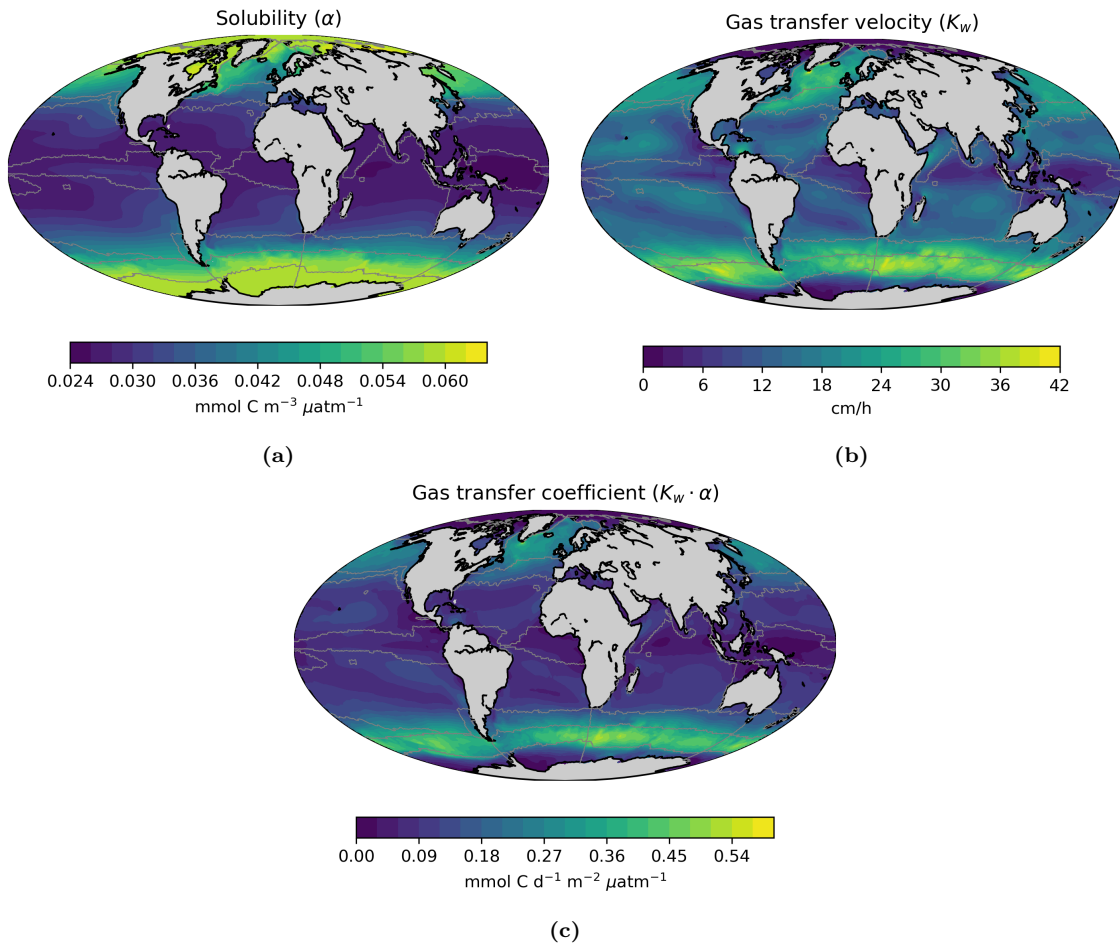 Solubility (α)
0.024 0.030 0.036 0.042 0.048 0.054 0.060
mmol C m⁻³ μatm⁻¹
(a)
Gas transfer velocity (K_w)
0 6 12 18 24 30 36 42
cm/h
(b)
Gas transfer coefficient (K_w · α)
0.00 0.09 0.18 0.27 0.36 0.45 0.54
mmol C d⁻¹ m⁻² μatm⁻¹
(c)